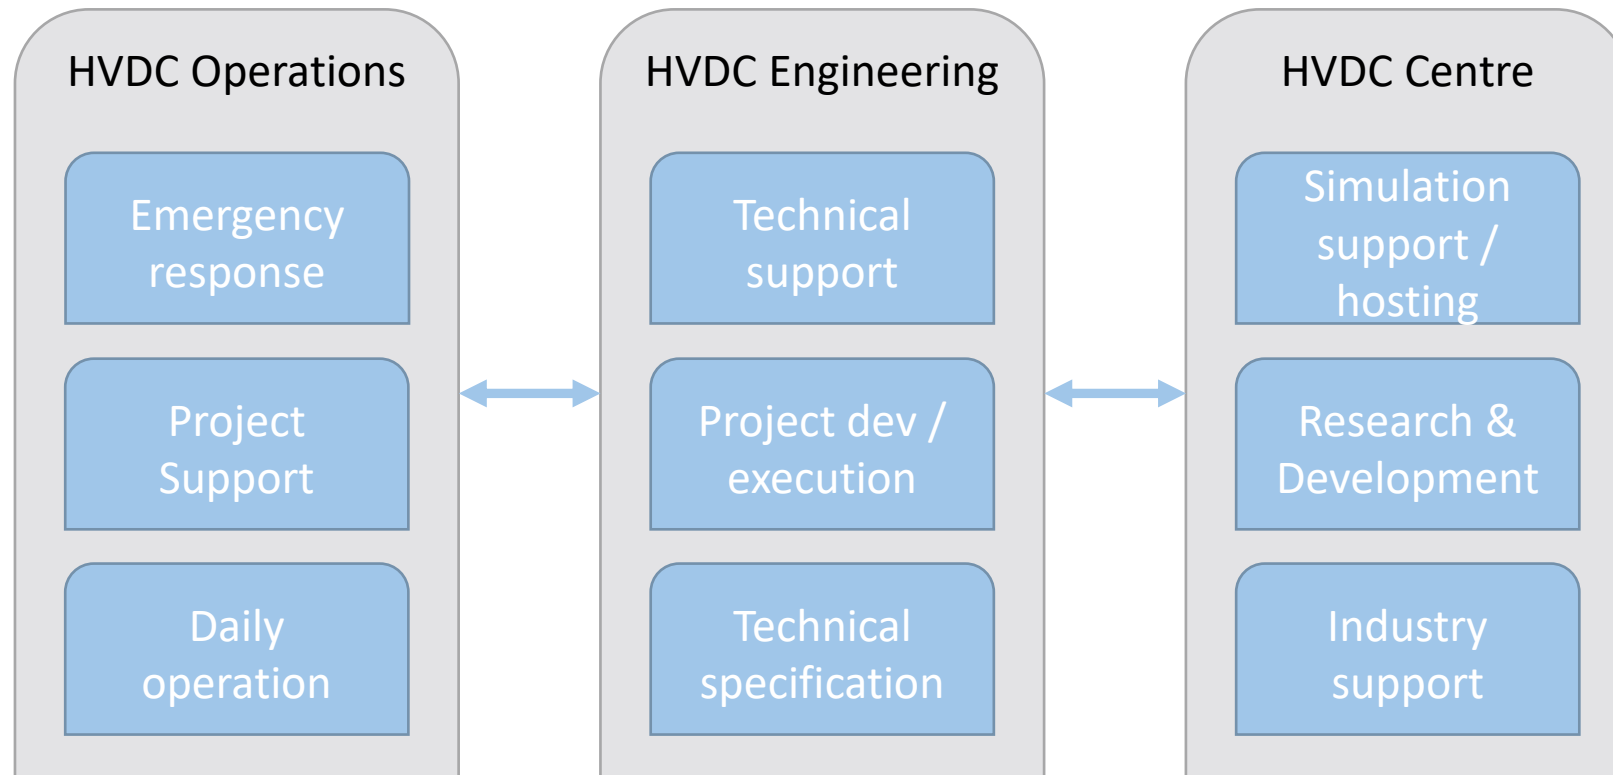 HVDC Operations
Emergency
response
Project
Support
Daily
operation
HVDC Engineering
Technical
support
Project dev /
execution
Technical
specification
HVDC Centre
Simulation
support /
hosting
Research &
Development
Industry
support